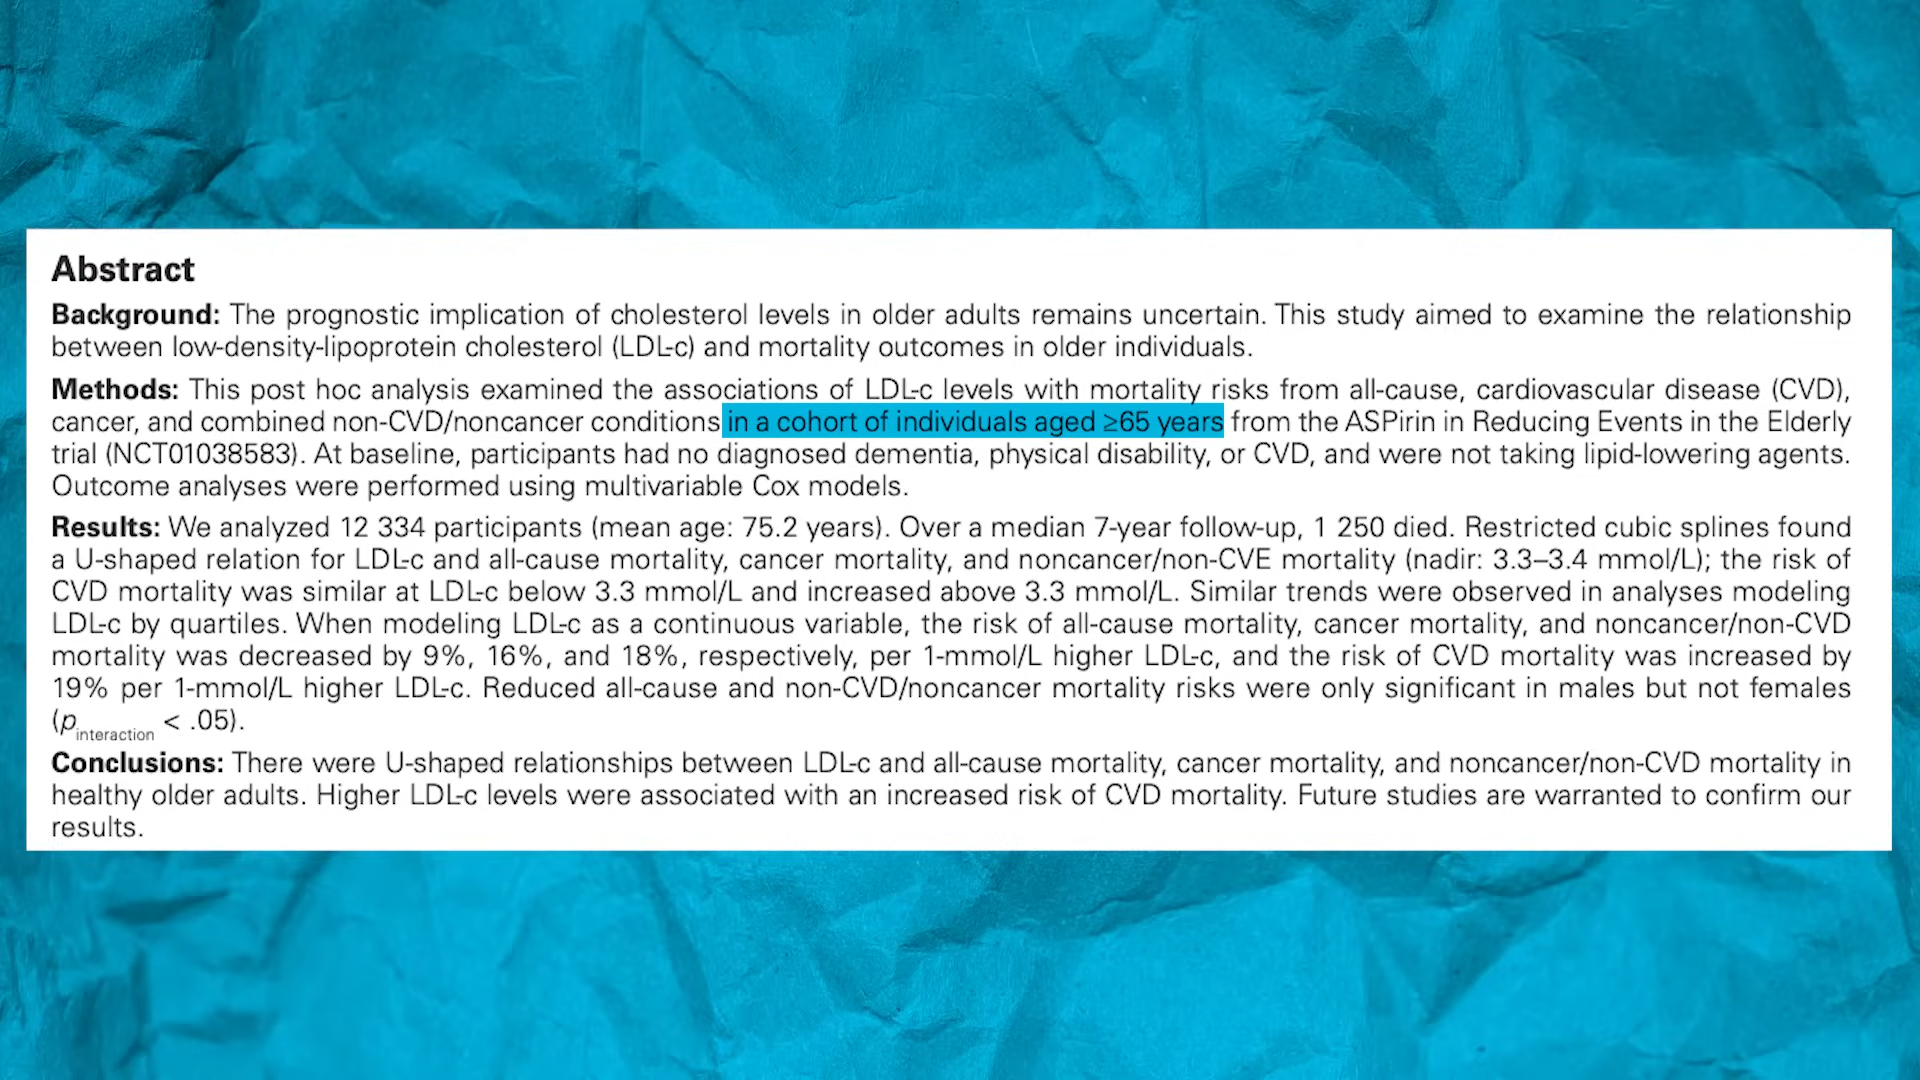 Abstract
Background: The prognostic implication of cholesterol levels in older adults remains uncertain. This study aimed to examine the relationship
between low-density-lipoprotein cholesterol (LDL-c) and mortality outcomes in older individuals.
Methods: This post hoc analysis examined the associations of LDL-c levels with mortality risks from all-cause, cardiovascular disease (CVD),
cancer, and combined non-CVD/noncancer conditions in a cohort of individuals aged ≥65 years from the ASPirin in Reducing Events in the Elderly
trial (NCT01038583). At baseline, participants had no diagnosed dementia, physical disability, or CVD, and were not taking lipid-lowering agents.
Outcome analyses were performed using multivariable Cox models.
Results: We analyzed 12 334 participants (mean age: 75.2 years). Over a median 7-year follow-up, 1 250 died. Restricted cubic splines found
a U-shaped relation for LDL-c and all-cause mortality, cancer mortality, and noncancer/non-CVE mortality (nadir: 3.3–3.4 mmol/L); the risk of
CVD mortality was similar at LDL-c below 3.3 mmol/L and increased above 3.3 mmol/L. Similar trends were observed in analyses modeling
LDL-c by quartiles. When modeling LDL-c as a continuous variable, the risk of all-cause mortality, cancer mortality, and noncancer/non-CVD
mortality was decreased by 9%, 16%, and 18%, respectively, per 1-mmol/L higher LDL-c, and the risk of CVD mortality was increased by
19% per 1-mmol/L higher LDL-c. Reduced all-cause and non-CVD/noncancer mortality risks were only significant in males but not females
(pinteraction < .05).
Conclusions: There were U-shaped relationships between LDL-c and all-cause mortality, cancer mortality, and noncancer/non-CVD mortality in
healthy older adults. Higher LDL-c levels were associated with an increased risk of CVD mortality. Future studies are warranted to confirm our
results.